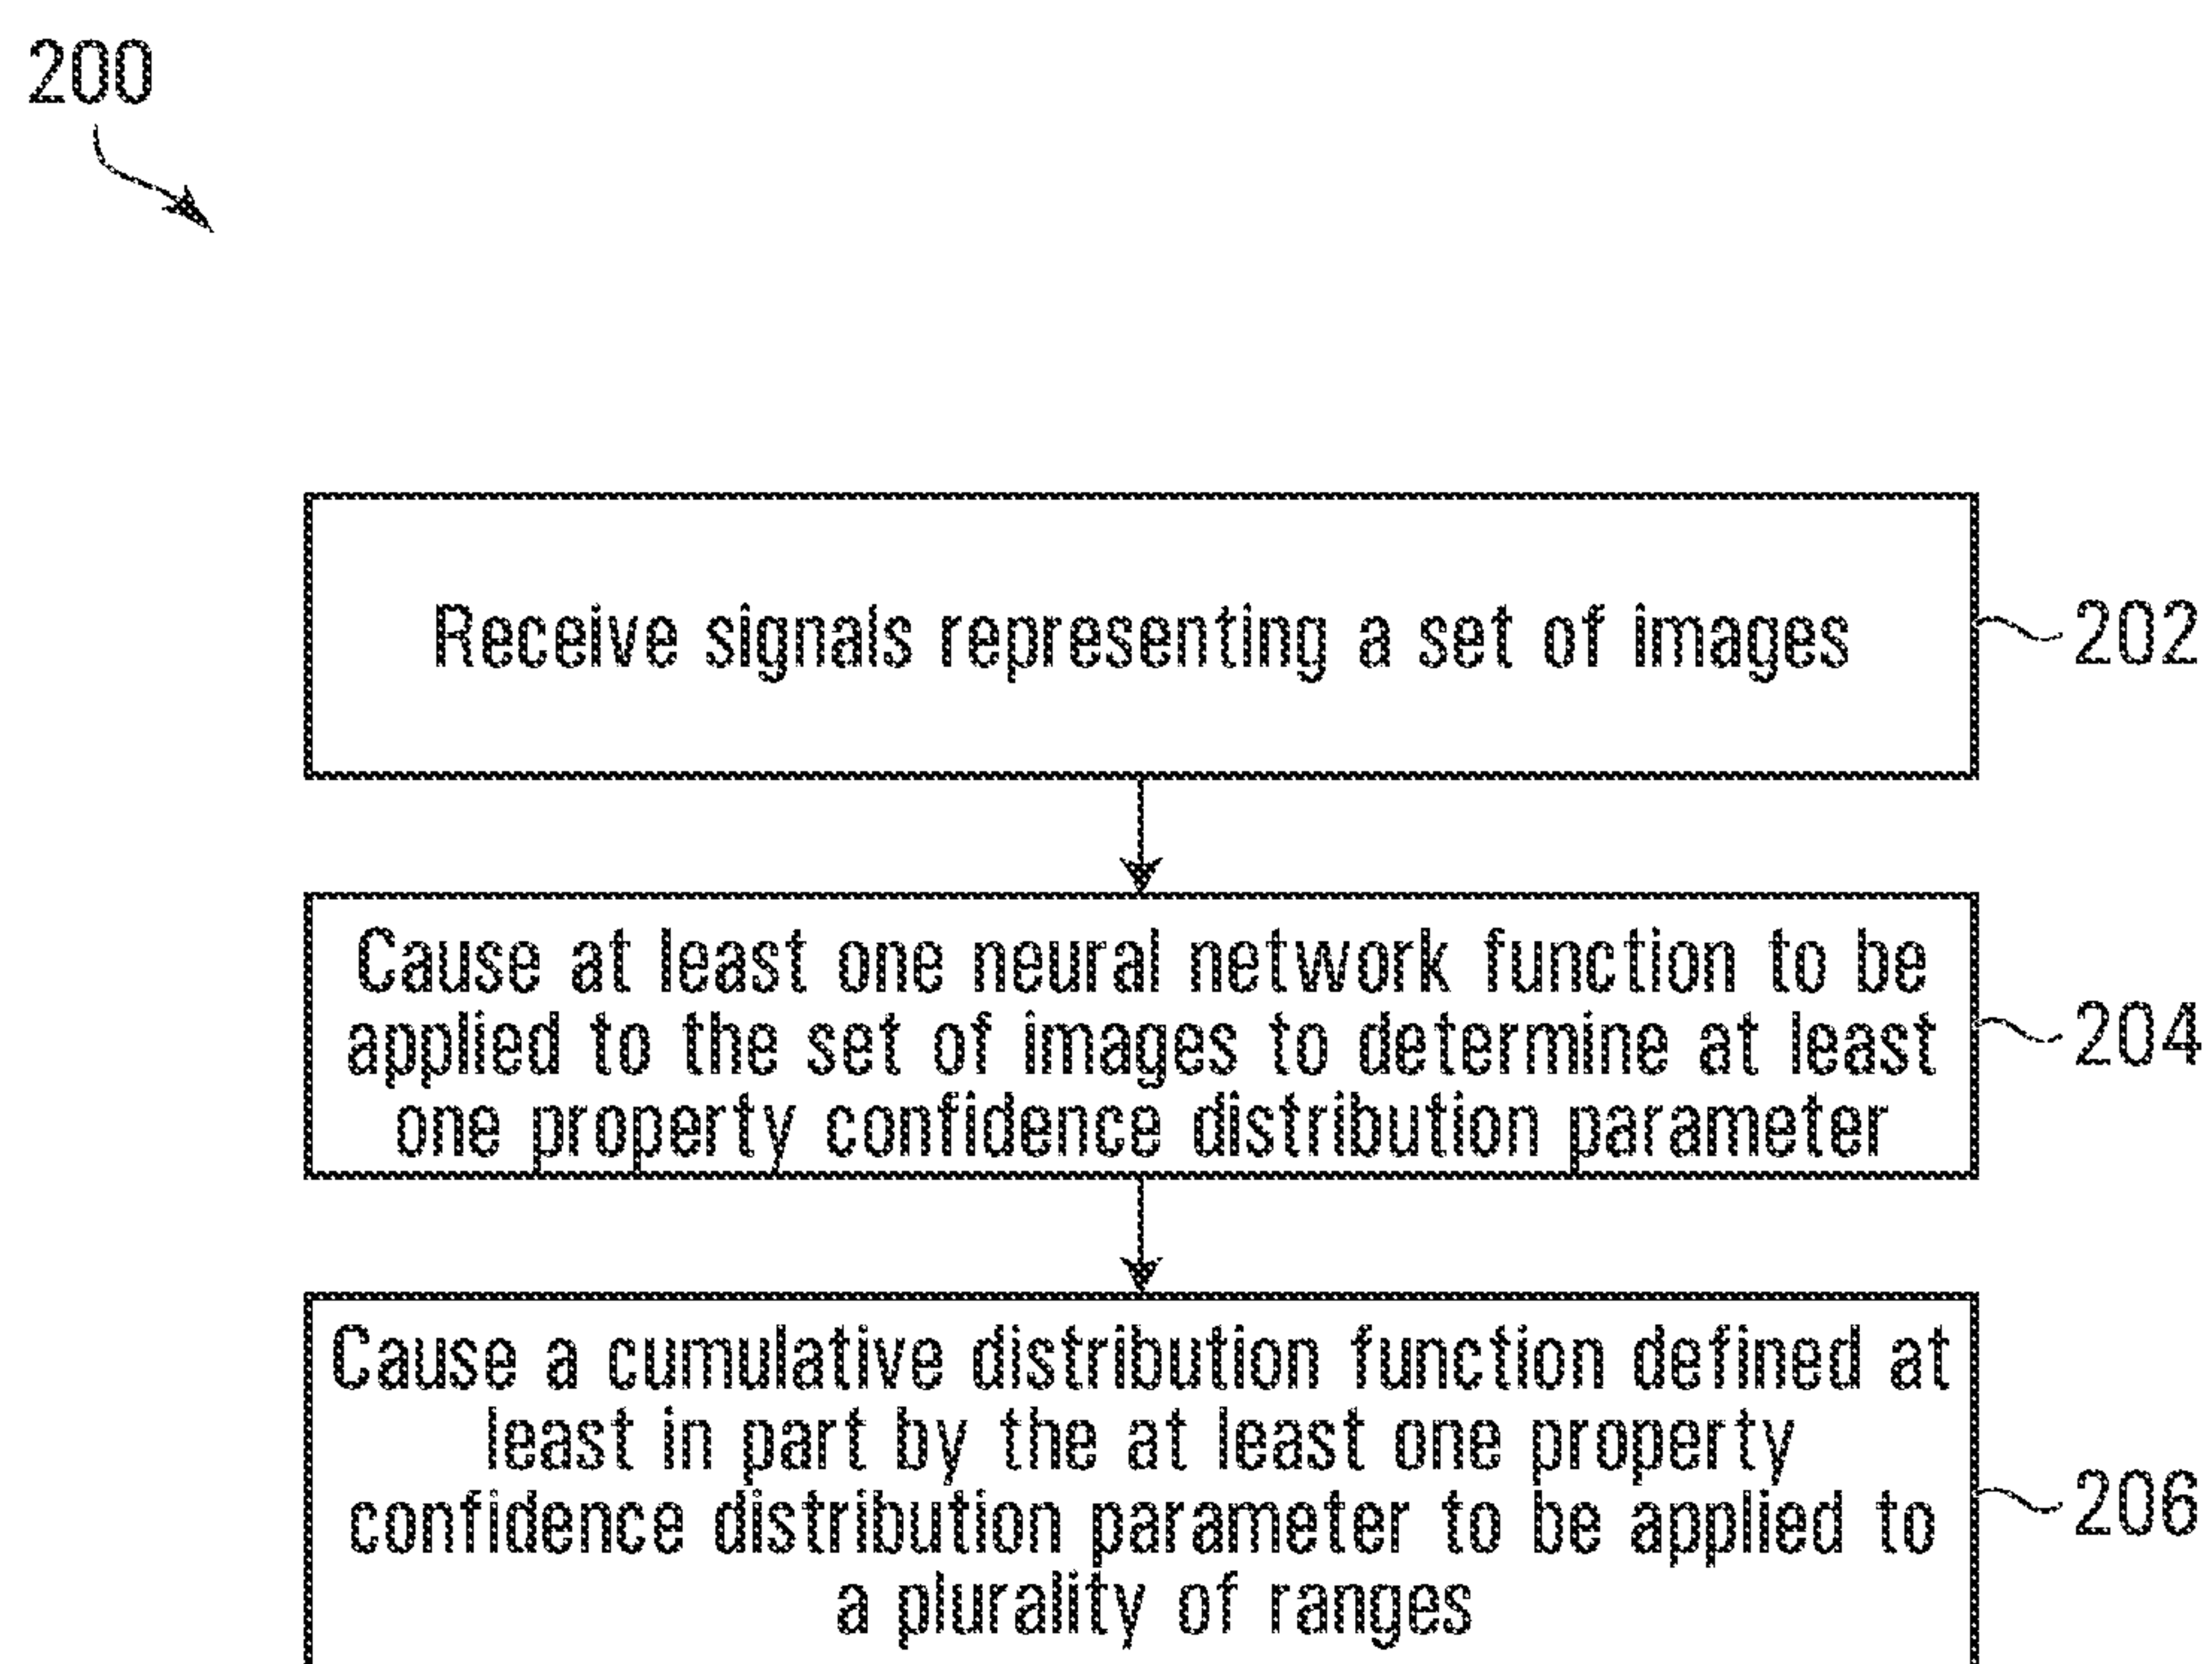 200
Receive signals representing a set of images
202
Cause at least one neural network function to be
applied to the set of images to determine at least
one property confidence distribution parameter
204
Cause a cumulative distribution function defined at
least in part by the at least one property
confidence distribution parameter to be applied to
a plurality of ranges
206